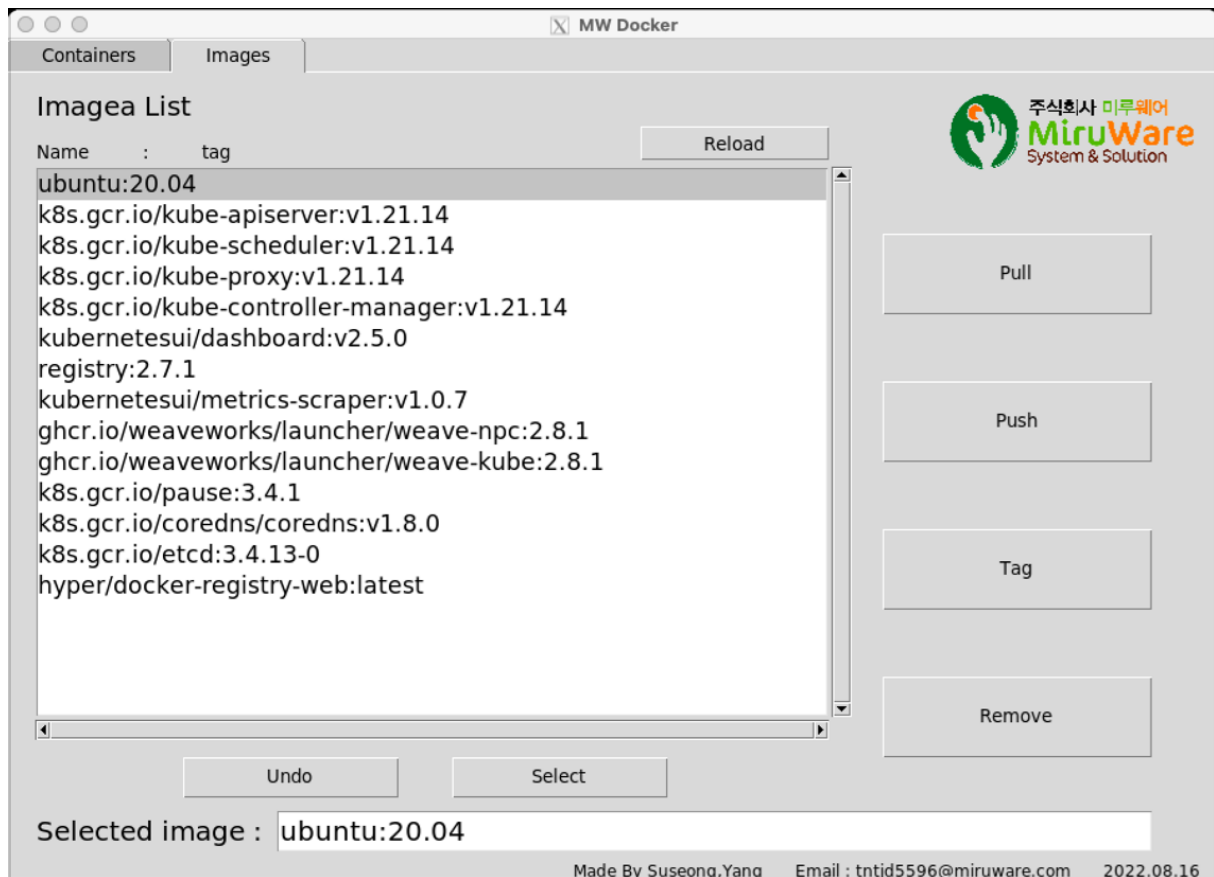 MW Docker
Containers Images
Imagea List
주식회사 미루웨어
MiruWare
System & Solution
Name : tag
Reload
ubuntu:20.04
k8s.gcr.io/kube-apiserver:v1.21.14
k8s.gcr.io/kube-scheduler:v1.21.14
k8s.gcr.io/kube-proxy:v1.21.14
k8s.gcr.io/kube-controller-manager:v1.21.14
kubernetesui/dashboard:v2.5.0
registry:2.7.1
kubernetesui/metrics-scraper:v1.0.7
ghcr.io/weaveworks/launcher/weave-npc:2.8.1
ghcr.io/weaveworks/launcher/weave-kube:2.8.1
k8s.gcr.io/pause:3.4.1
k8s.gcr.io/coredns/coredns:v1.8.0
k8s.gcr.io/etcd:3.4.13-0
hyper/docker-registry-web:latest
Pull
Push
Tag
Remove
Undo Select
Selected image : ubuntu:20.04
Made By Suseong,Yang Email : tntid5596@miruware.com 2022.08.16